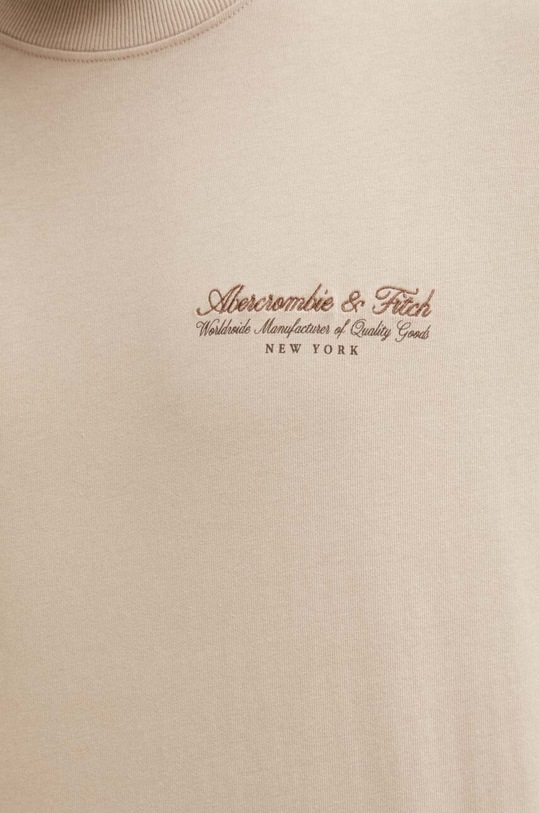 Abercrombie & Fitch
Worldwide Manufacturer of Quality Goods
NEW YORK